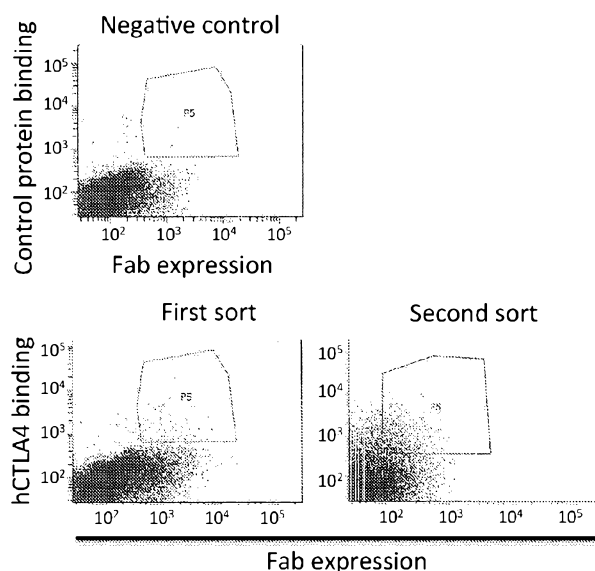 Negative control
Control protein binding
10⁵
10⁴
10³
10²
P5
10² 10³ 10⁴ 10⁵
Fab expression
First sort
Second sort
hCTLA4 binding
10⁵
10⁴
10³
10²
P5
10² 10³ 10⁴ 10⁵
10⁵
10⁴
10³
10²
10² 10³ 10⁴ 10⁵
Fab expression